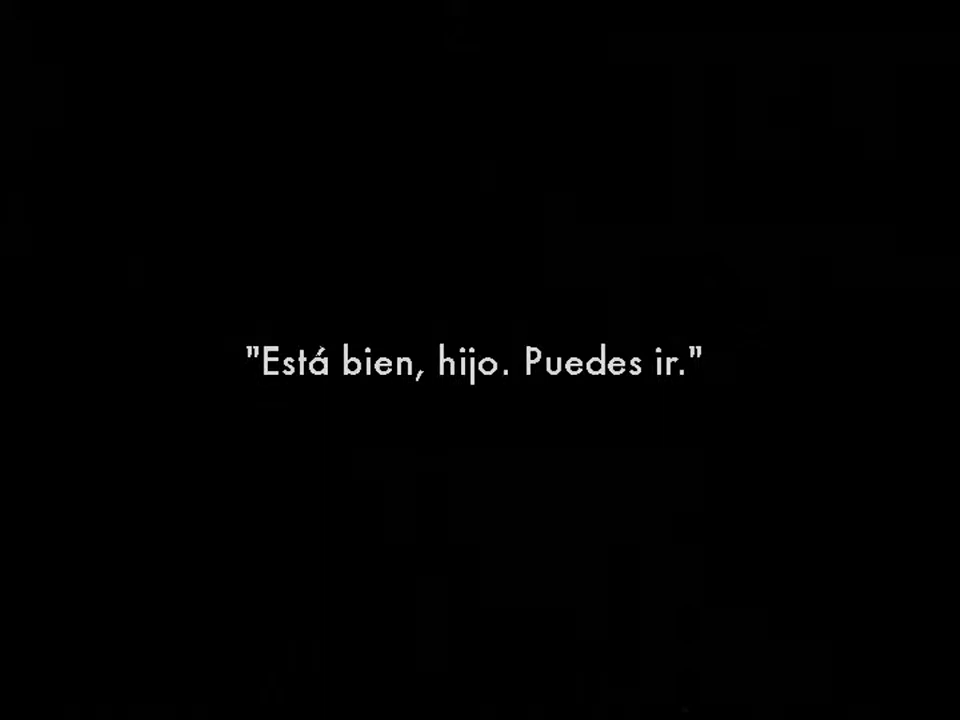 "Está bien, hijo. Puedes ir."